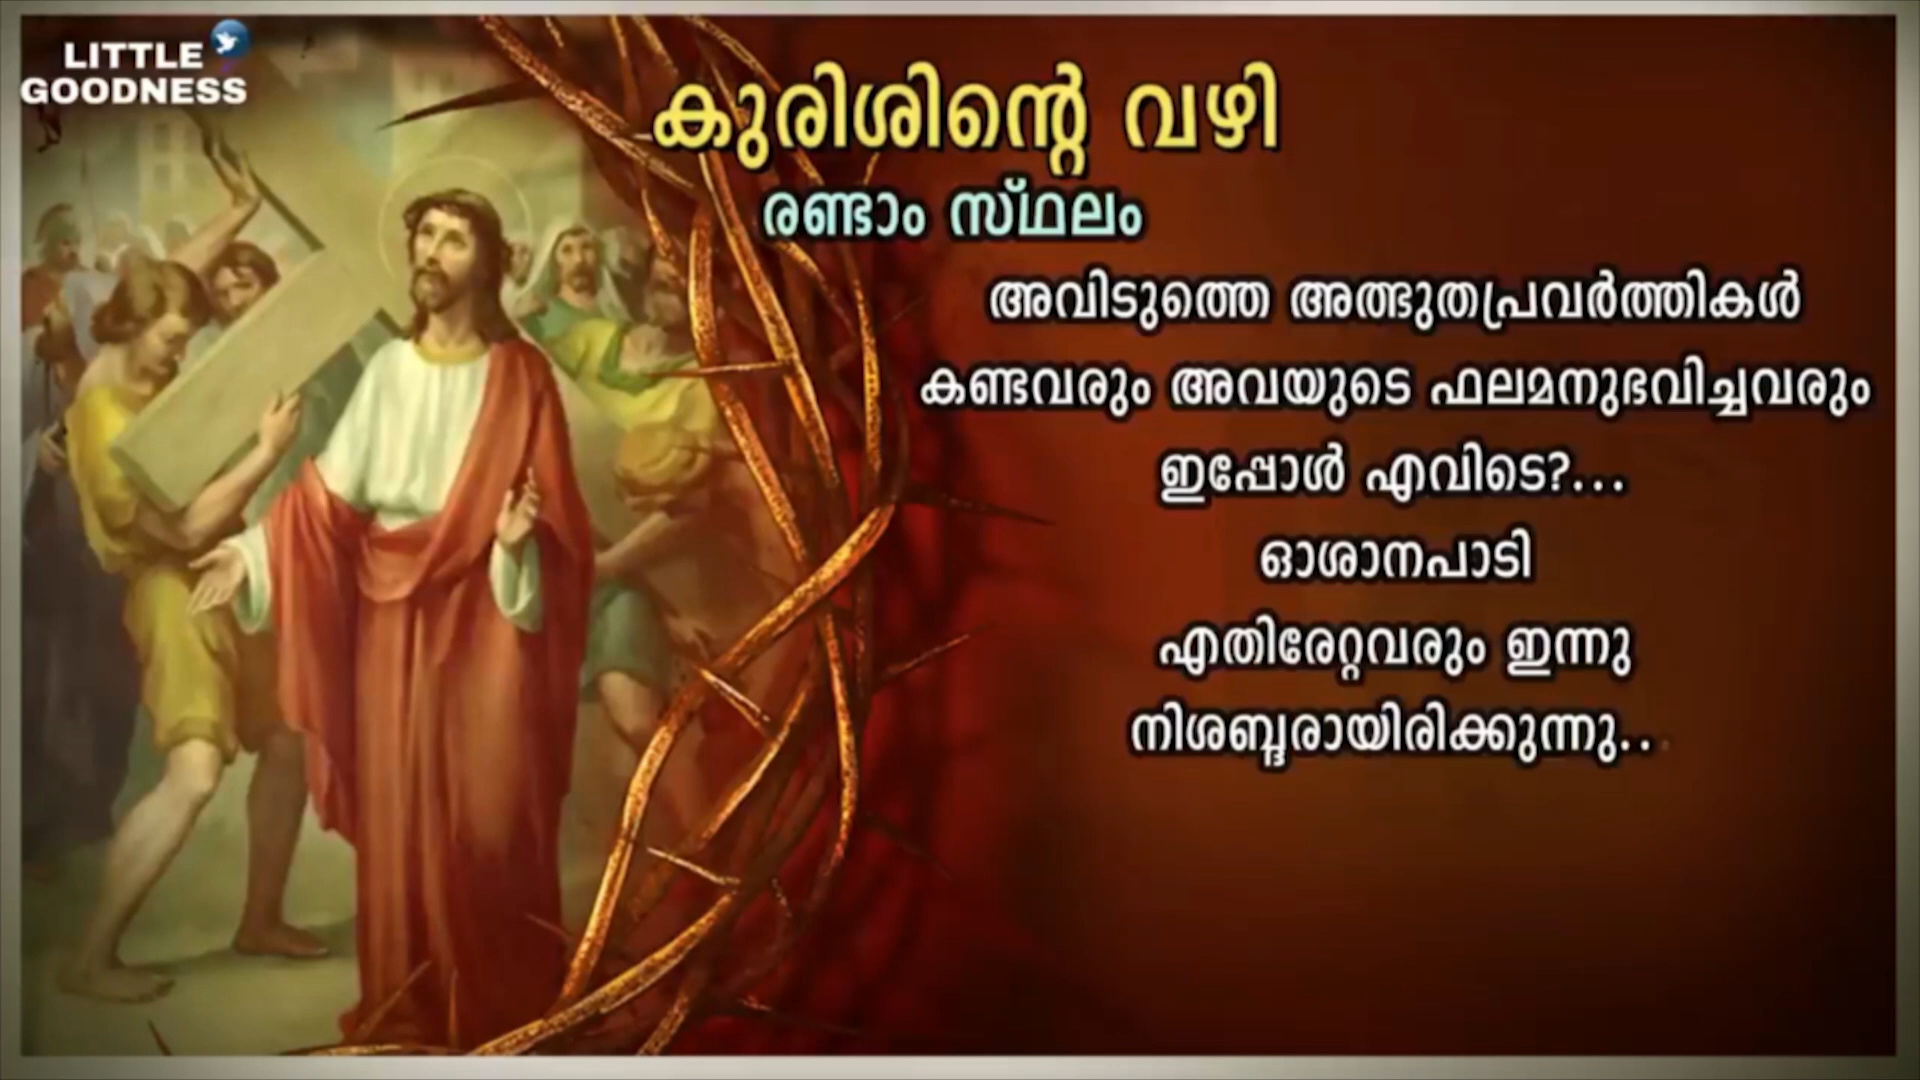 LITTLE
GOODNESS
കുരിശിന്റെ വഴി
രണ്ടാം സ്ഥലം
അവിടുത്തെ അത്ഭുതപ്രവർത്തികൾ
കണ്ടവരും അവയുടെ ഫലമനുഭവിച്ചവരും
ഇപ്പോൾ എവിടെ?...
ഓശാനപാടി
എതിരേറ്റവരും ഇന്നു
നിശബ്ദരായിരിക്കുന്നു...